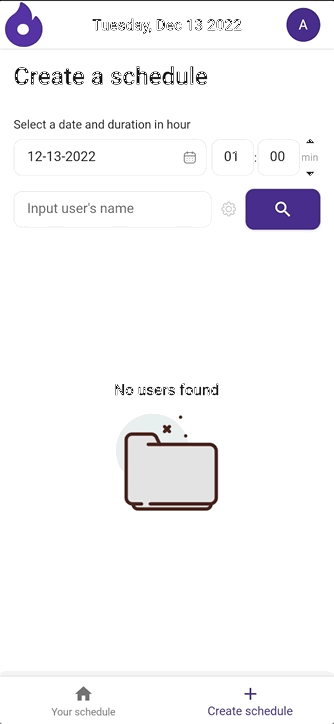 Tuesday, Dec 13 2022
A
Create a schedule
Select a date and duration in hour
12-13-2022
01 : 00 min
Input user's name
No users found
Your schedule
Create schedule